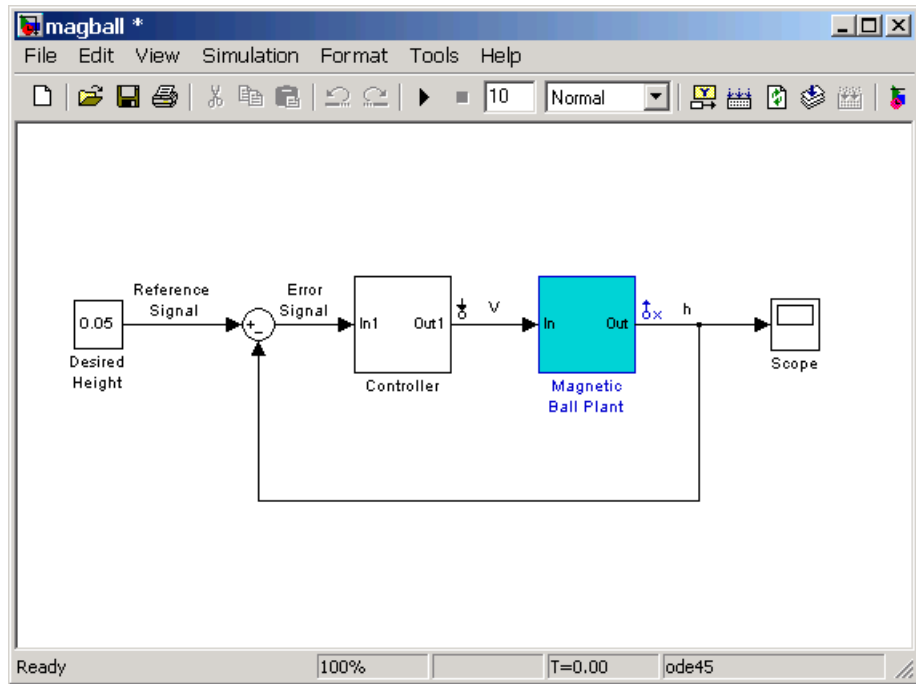 magball *
File Edit View Simulation Format Tools Help
10 Normal
Reference
Signal
Error
Signal
0.05
+
-
In1 Out1
V
In Out
x
h
Desired
Height
Controller
Magnetic
Ball Plant
Scope
Ready 100% T=0.00 ode45